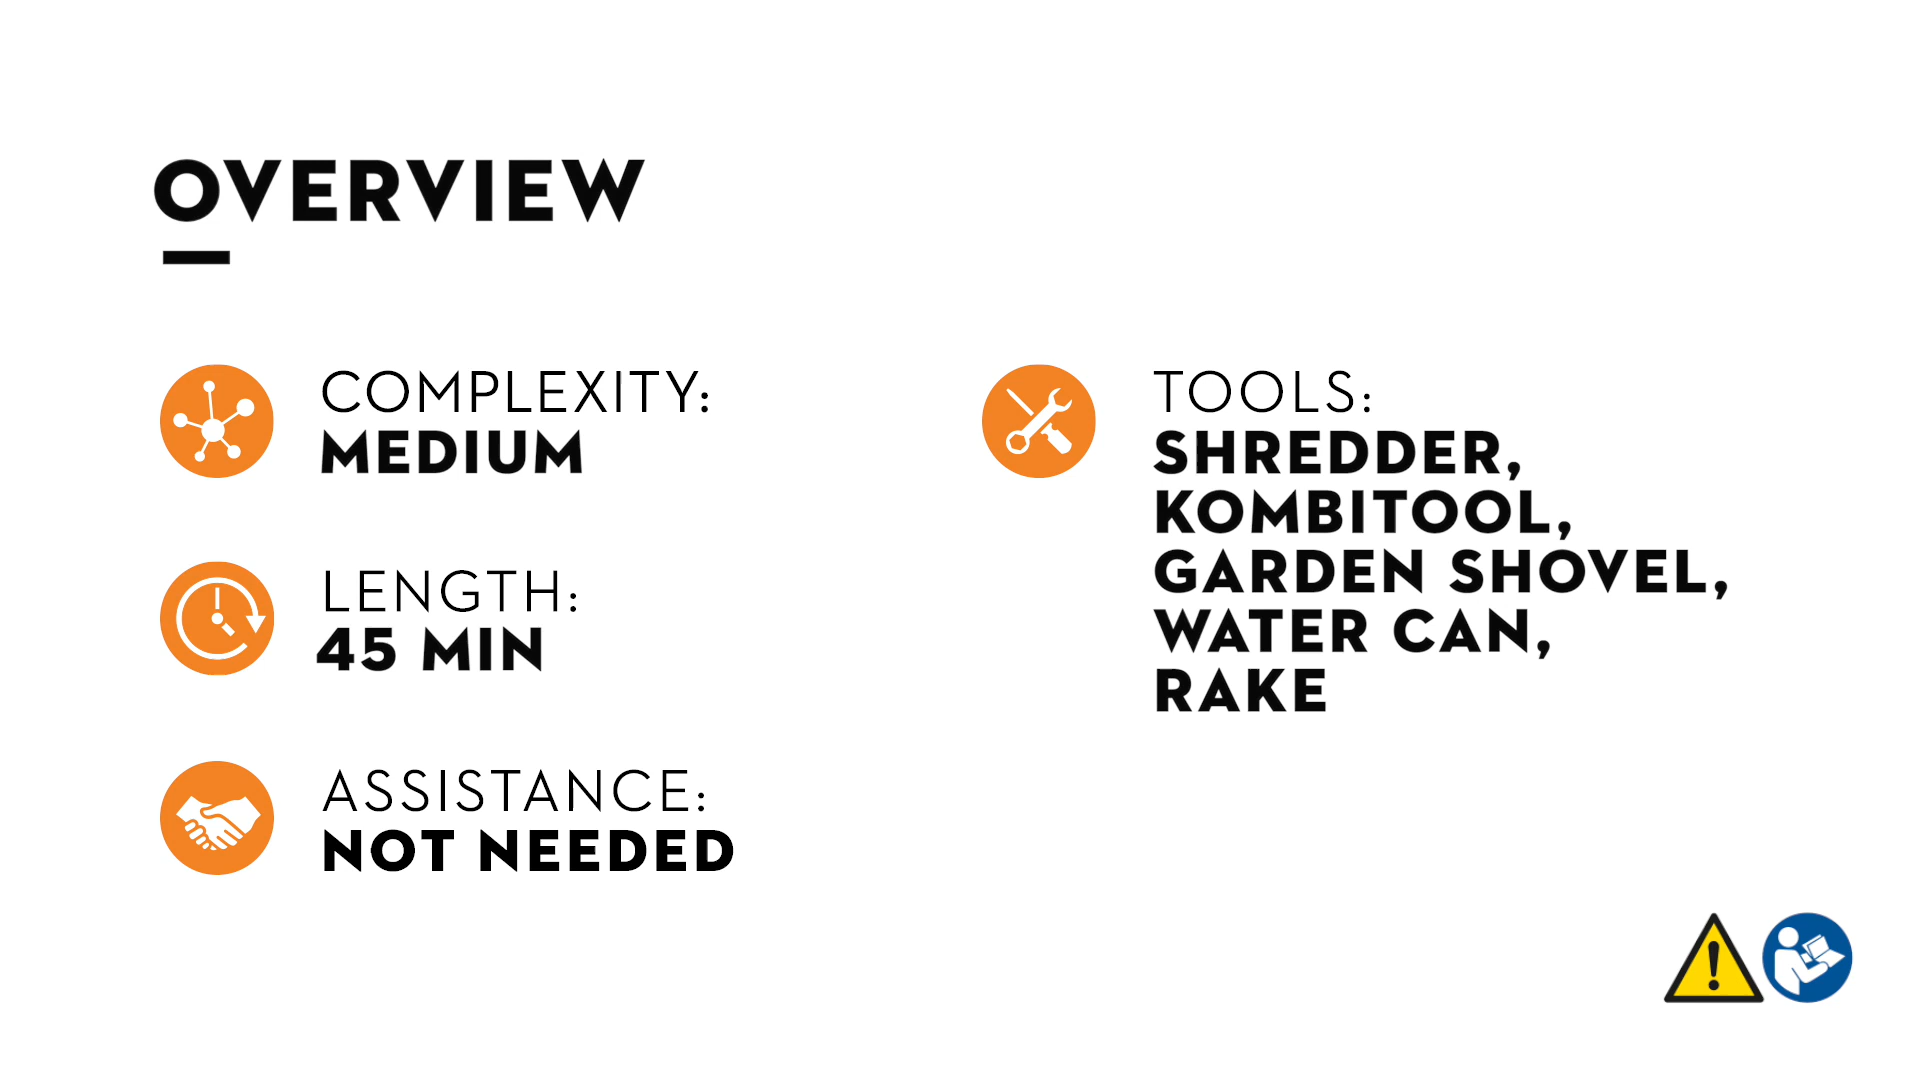 OVERVIEW
COMPLEXITY:
MEDIUM
LENGTH:
45 MIN
ASSISTANCE:
NOT NEEDED
TOOLS:
SHREDDER,
KOMBITOOL,
GARDEN SHOVEL,
WATER CAN,
RAKE